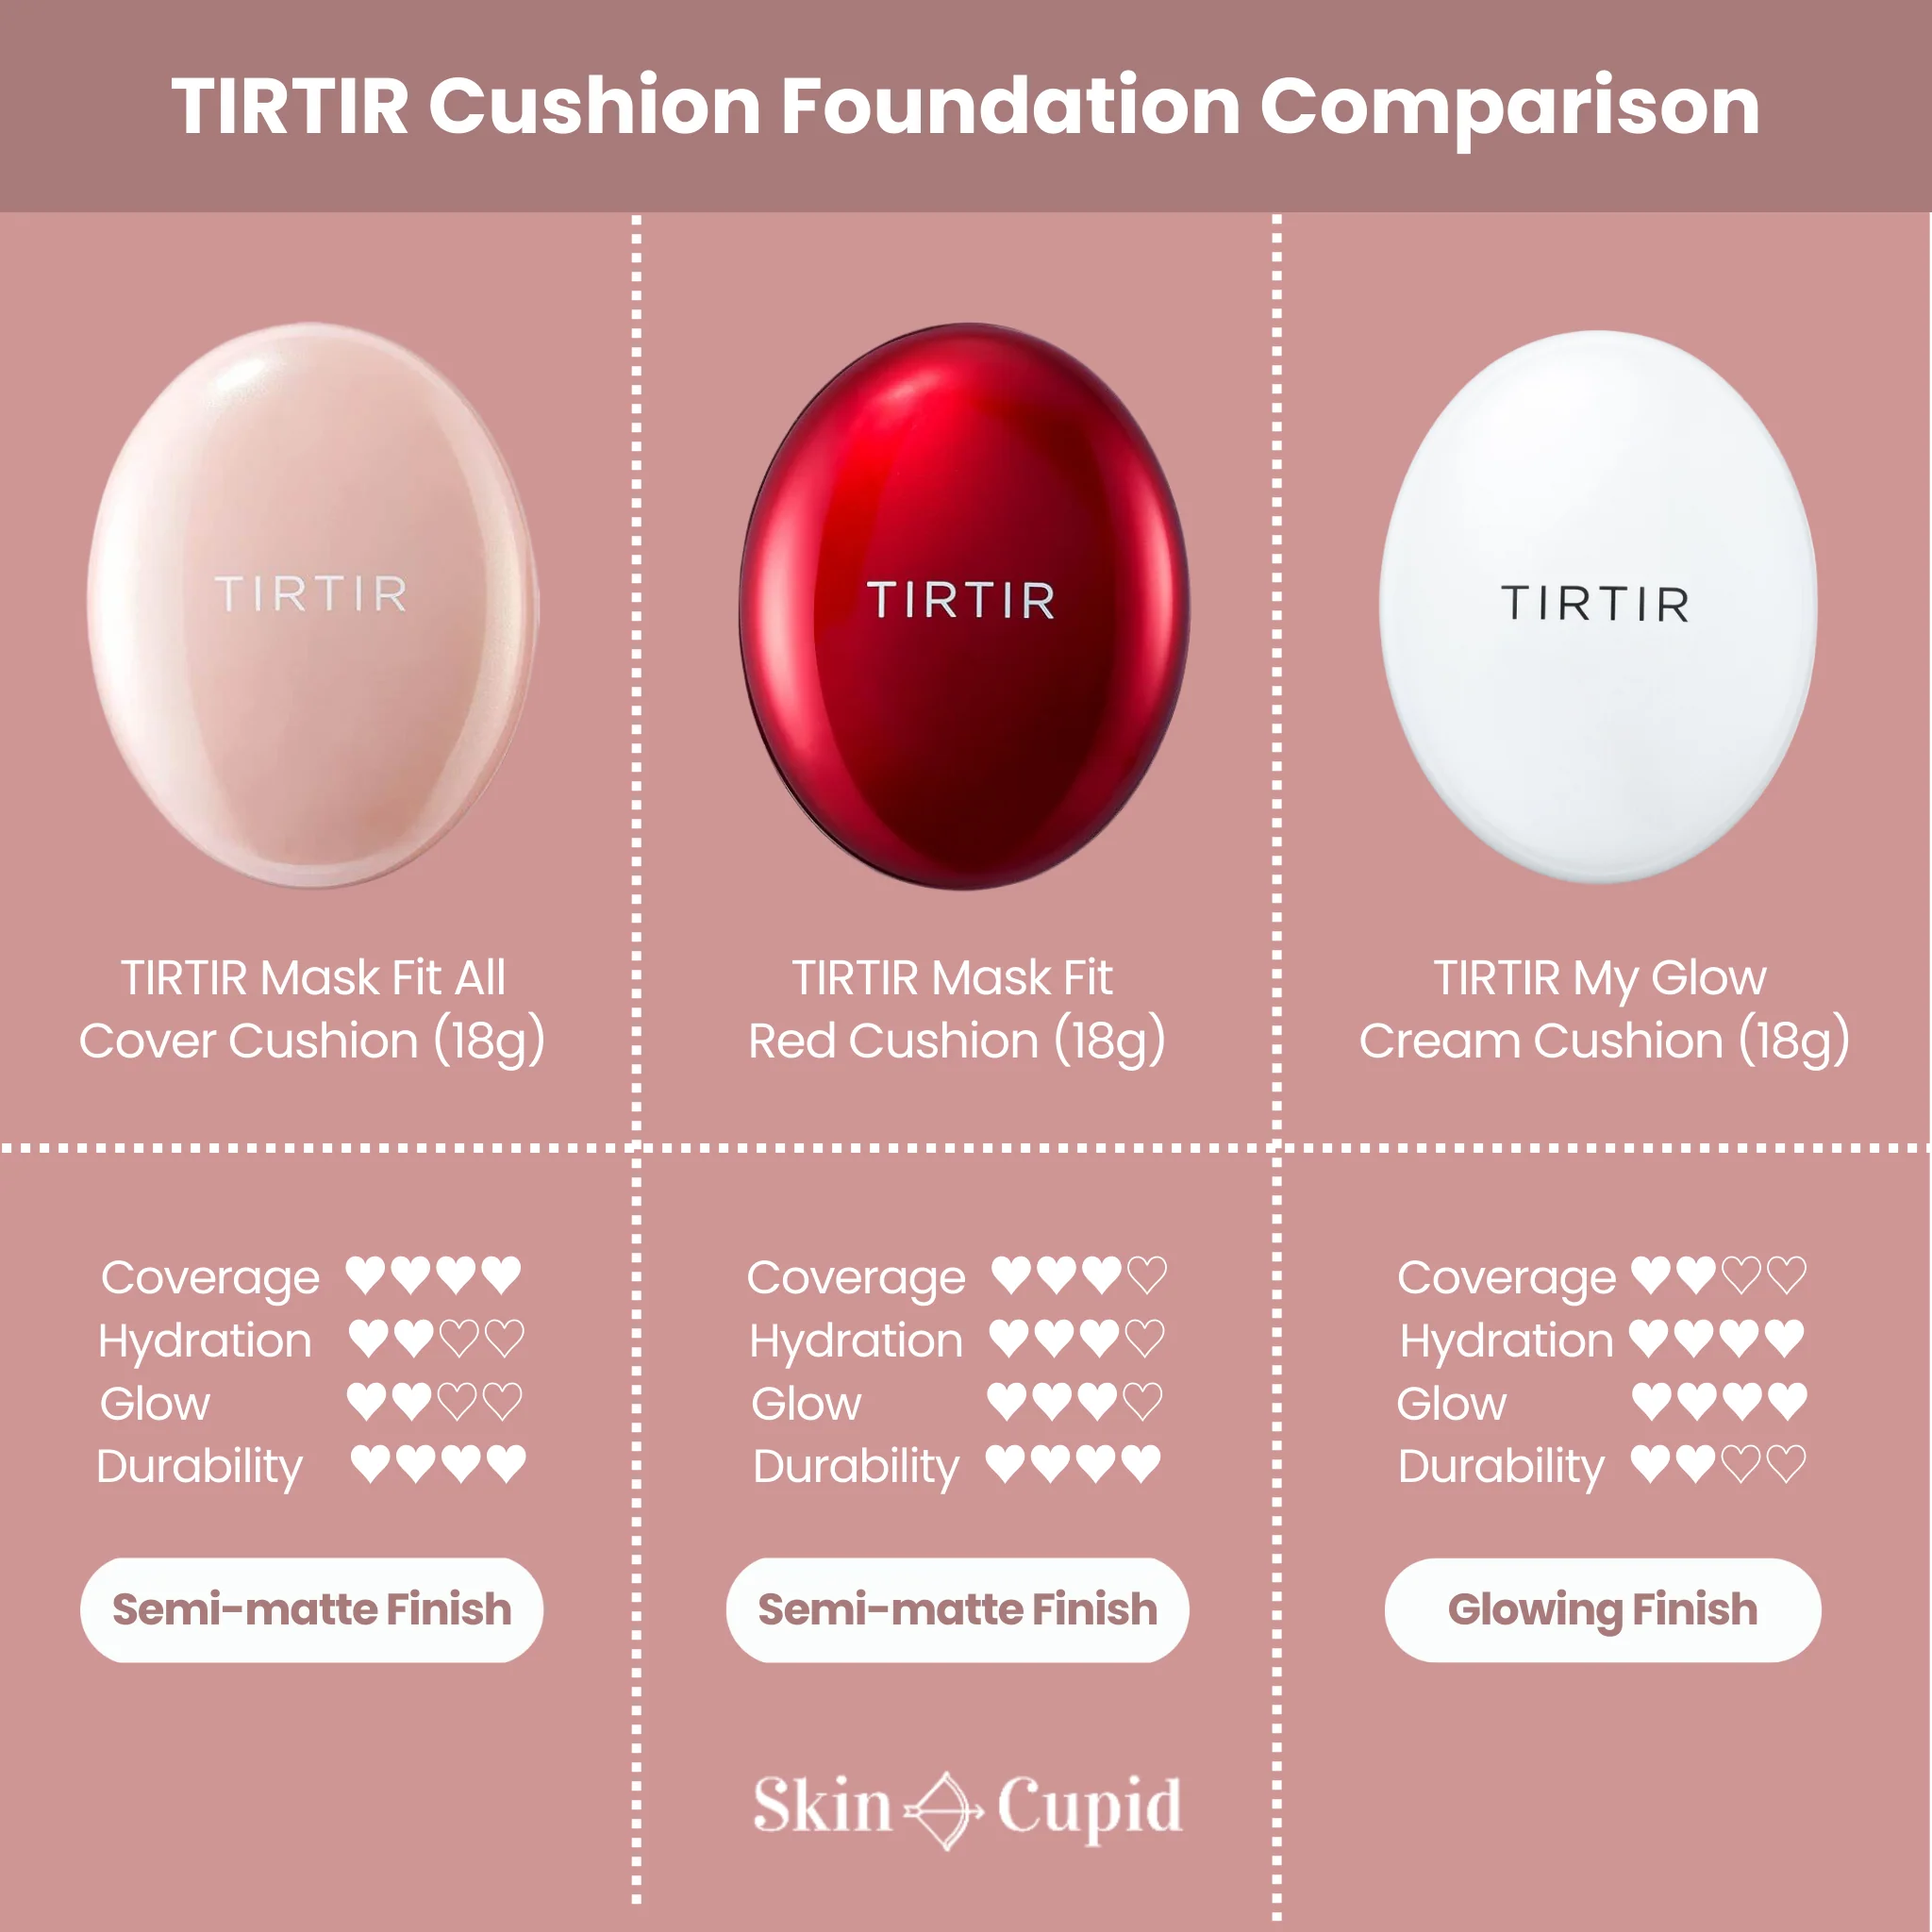 TIRTIR Cushion Foundation Comparison
TIRTIR
TIRTIR Mask Fit All
Cover Cushion (18g)
Coverage
Hydration
Glow
Durability
Semi-matte Finish
TIRTIR
TIRTIR Mask Fit
Red Cushion (18g)
Coverage
Hydration
Glow
Durability
Semi-matte Finish
TIRTIR
TIRTIR My Glow
Cream Cushion (18g)
Coverage
Hydration
Glow
Durability
Glowing Finish
Skin Cupid